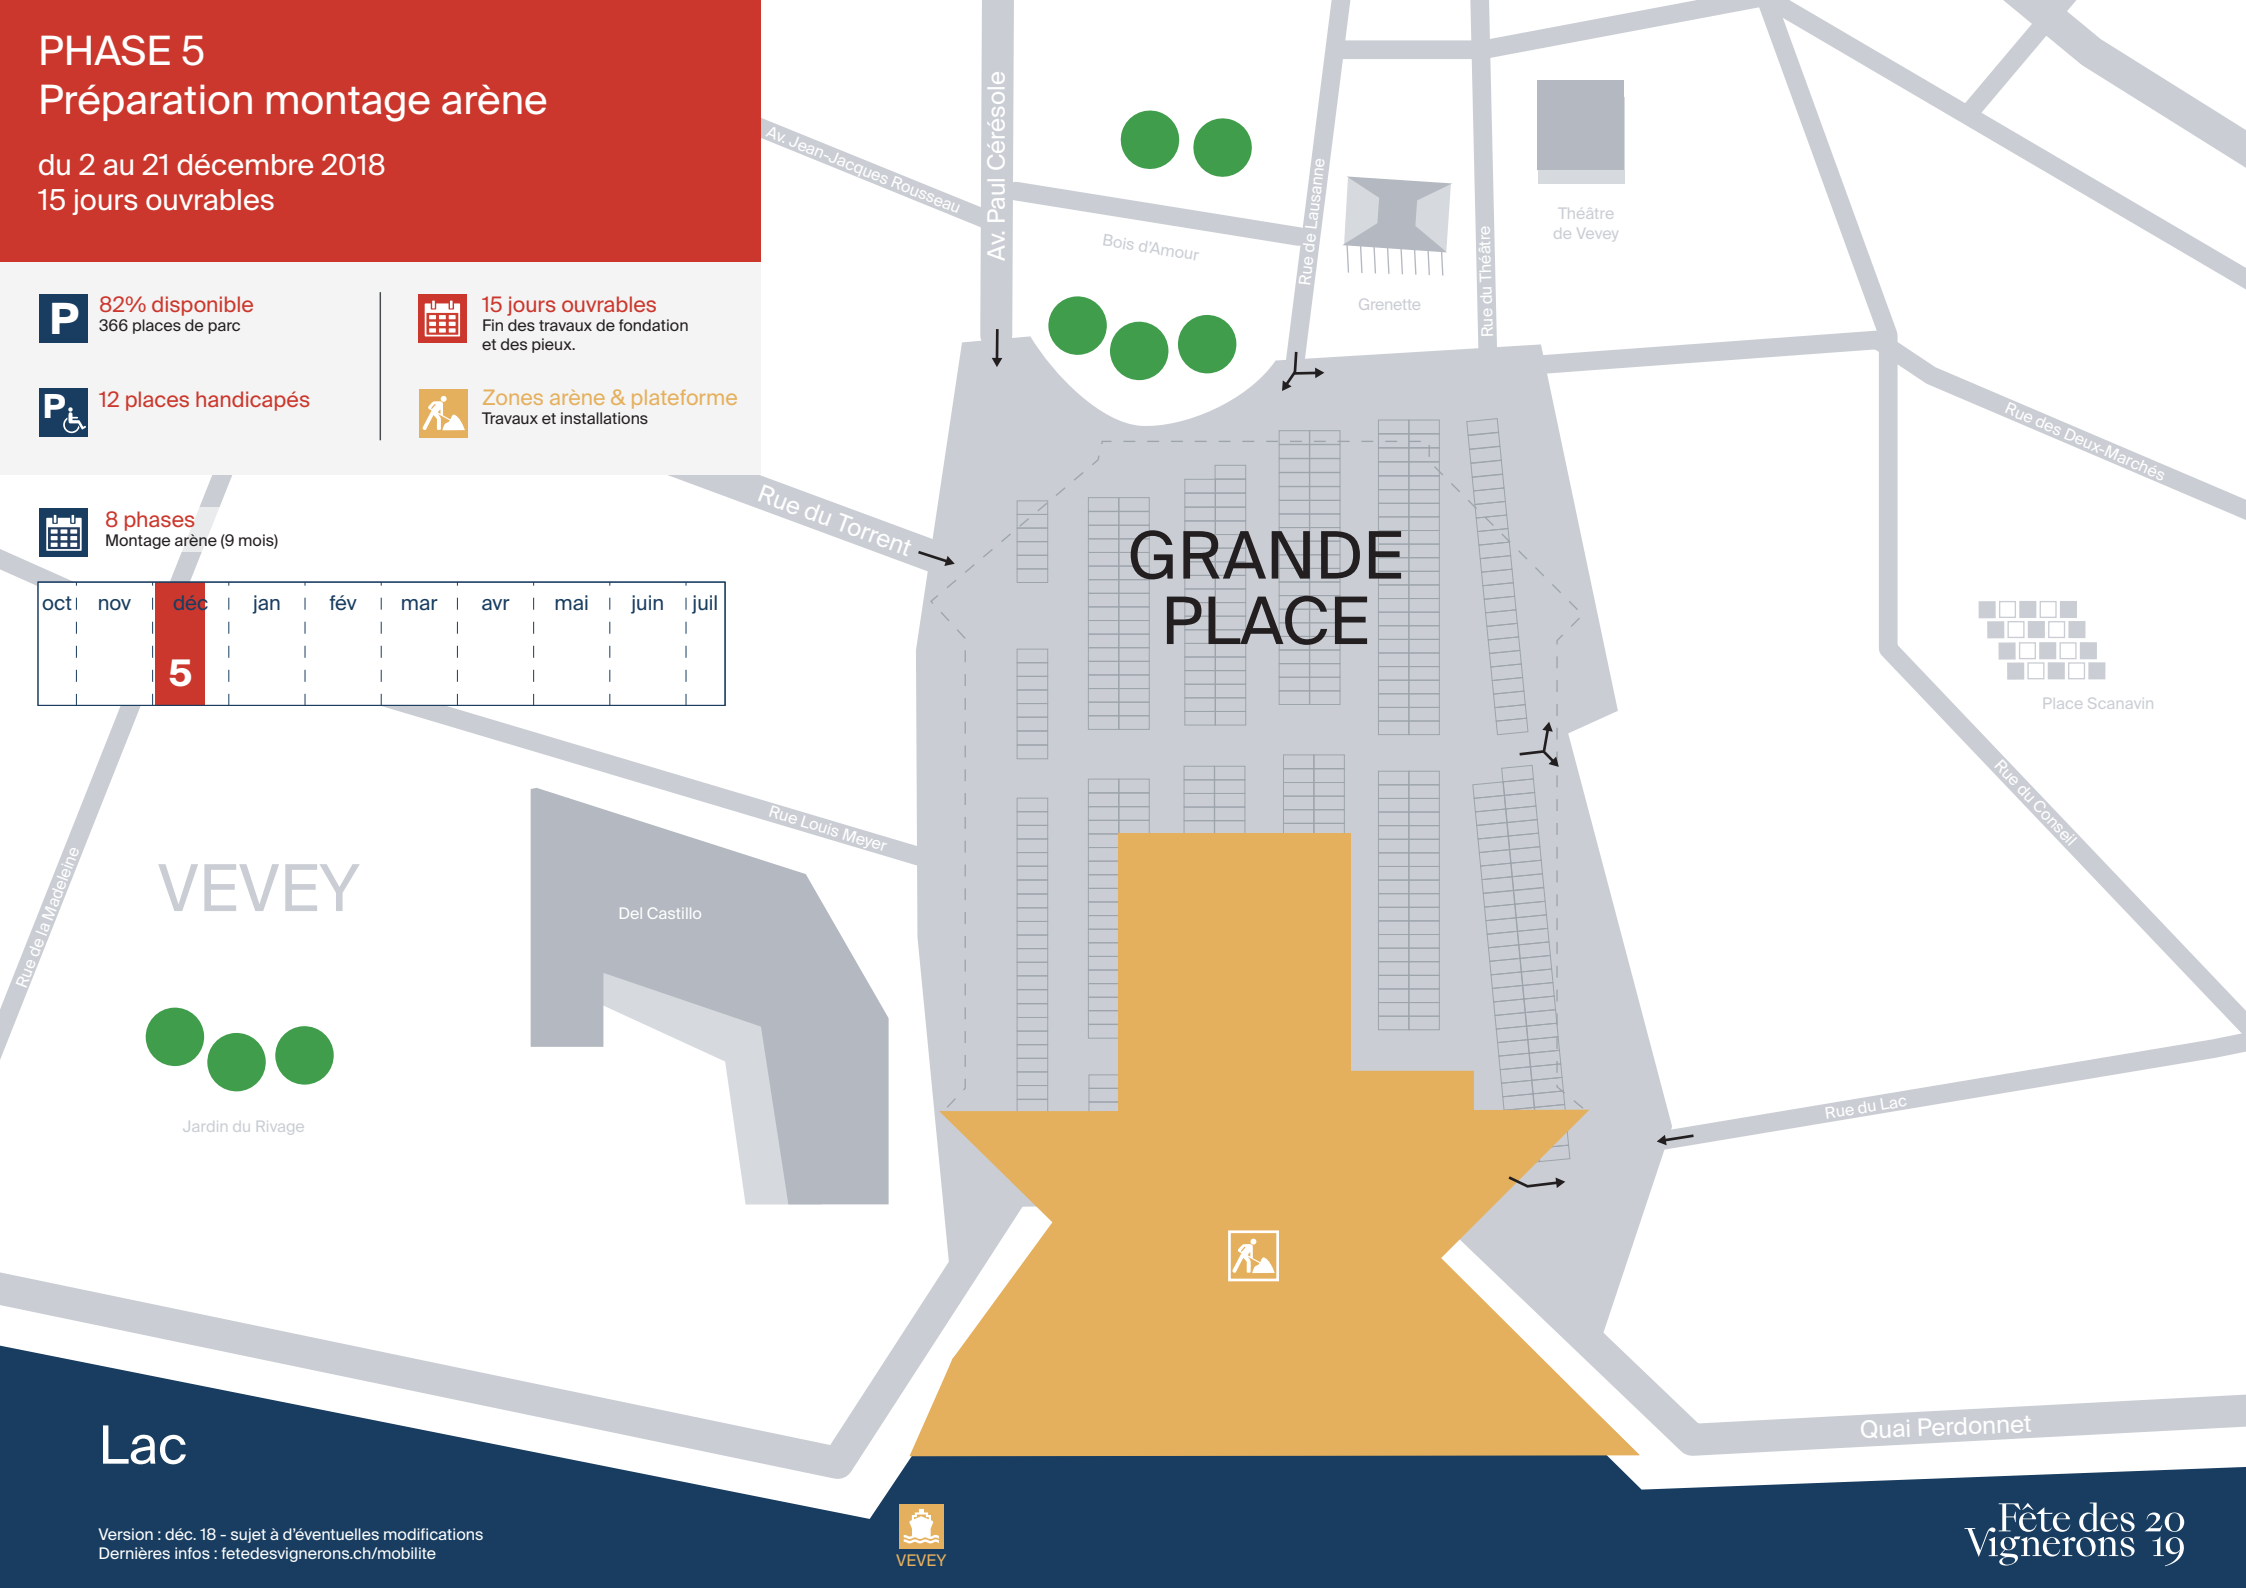 PHASE 5
Préparation montage arène
du 2 au 21 décembre 2018
15 jours ouvrables
P
82% disponible
366 places de parc
15 jours ouvrables
Fin des travaux de fondation
et des pieux.
P
12 places handicapés
Zones arène & plateforme
Travaux et installations
8 phases
Montage arène (9 mois)
oct nov déc jan fév mar avr mai juin juil
5
Av. Jean-Jacques Rousseau
Av. Paul Cérésole
Bois d'Amour
Rue de Lausanne
Grenette
Rue du Théâtre
Théâtre
de Vevey
Rue des Deux-Marchés
Rue du Torrent
GRANDE
PLACE
Place Scanavin
Rue du Conseil
Rue Louis Meyer
Rue de la Madeleine
VEVEY
Del Castillo
Jardin du Rivage
Rue du Lac
Quai Perdonnet
Lac
Version : déc. 18 - sujet à d'éventuelles modifications
Dernières infos : fetedesvignerons.ch/mobilite
VEVEY
Fête des 20
Vignerons 19